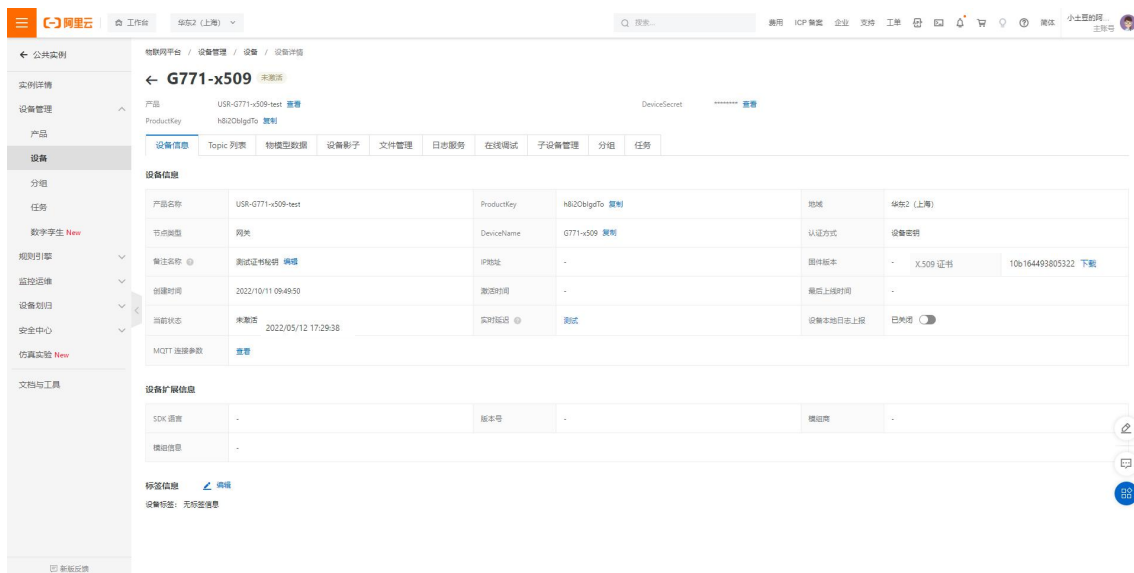 阿里云 工作台 华东2（上海） 搜索... 费用 ICP 备案 企业 支持 工单 简体 小土豆的阿...
主账号
公共实例
物联网平台 / 设备管理 / 设备 / 设备详情
实例详情
G771-x509 未激活
设备管理
产品 USR-G771-x509-test 查看 DeviceSecret ******** 查看
ProductKey h8i2ObIgdTo 复制
产品
设备信息 Topic 列表 物模型数据 设备影子 文件管理 日志服务 在线调试 子设备管理 分组 任务
设备
设备信息
分组
任务
数字孪生 New
规则引擎
监控运维
设备划归
安全中心
仿真实验 New
文档与工具
产品名称 USR-G771-x509-test ProductKey h8i2ObIgdTo 复制 地域 华东2（上海）
节点类型 网关 DeviceName G771-x509 复制 认证方式 设备密钥
备注名称 测试证书秘钥 编辑 IP地址 - 固件版本 - X.509 证书 10b164493805322 下载
创建时间 2022/10/11 09:49:50 激活时间 - 最后上线时间 -
当前状态 未激活 2022/05/12 17:29:38 实时延迟 测试 设备本地日志上报 已关闭
MQTT 连接参数 查看
设备扩展信息
SDK 语言 - 版本号 - 模组商 -
模组信息 -
标签信息 编辑
设备标签： 无标签信息
新版反馈